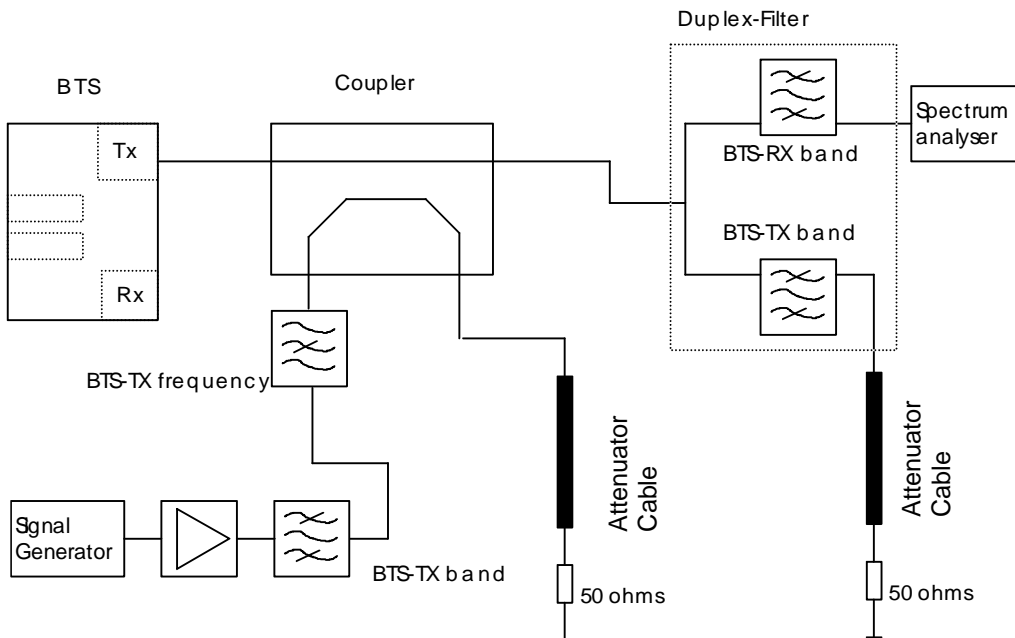 Duplex-Filter
BTS
Coupler
Tx
Spectrum
analyser
BTS-RX band
BTS-TX band
Rx
BTS-TX frequency
Attenuator
Cable
Attenuator
Cable
Signal
Generator
BTS-TX band
50 ohms
50 ohms